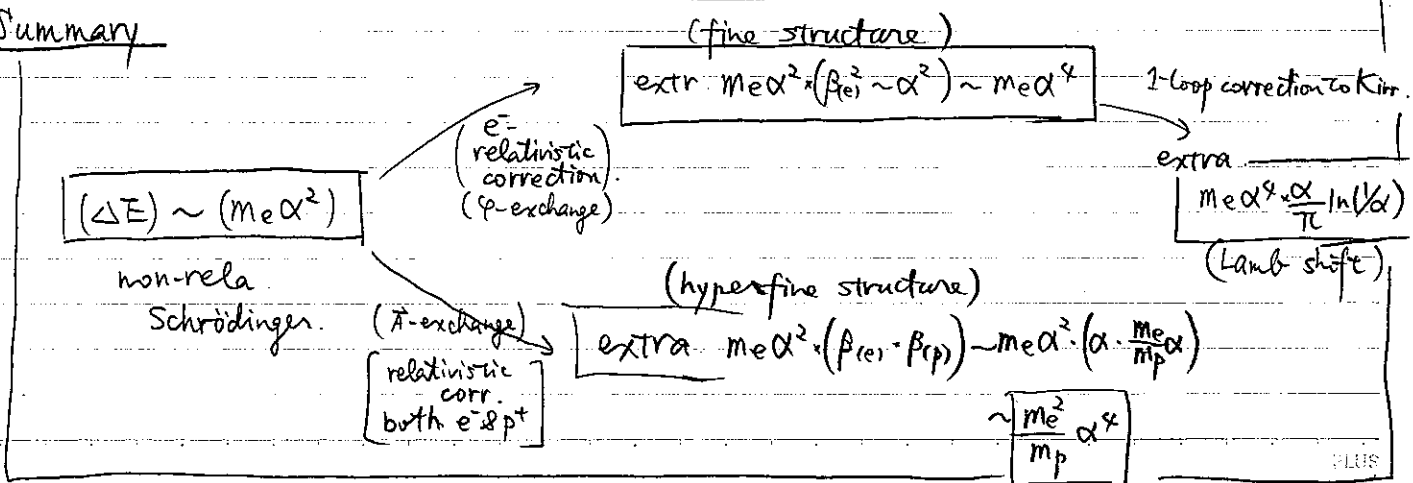 Summary
(fine structure)
extr. meα²×(β(e)² ~ α²) ~ meα⁴
1-loop correction to Kirr.
(e⁻
relativistic
correction).
(φ-exchange)
extra
meα⁴×α/π ln(1/α)
(Lamb shift)
(ΔE) ~ (meα²)
non-rela
Schrödinger.
(hyperfine structure)
(A⃗-exchange)
extra meα²×(β(e)·β(p)) ~ meα²·(α·me/mp α)
[relativistic
corr.
both e⁻&p⁺]
~ me²/mp α⁴
PLUS